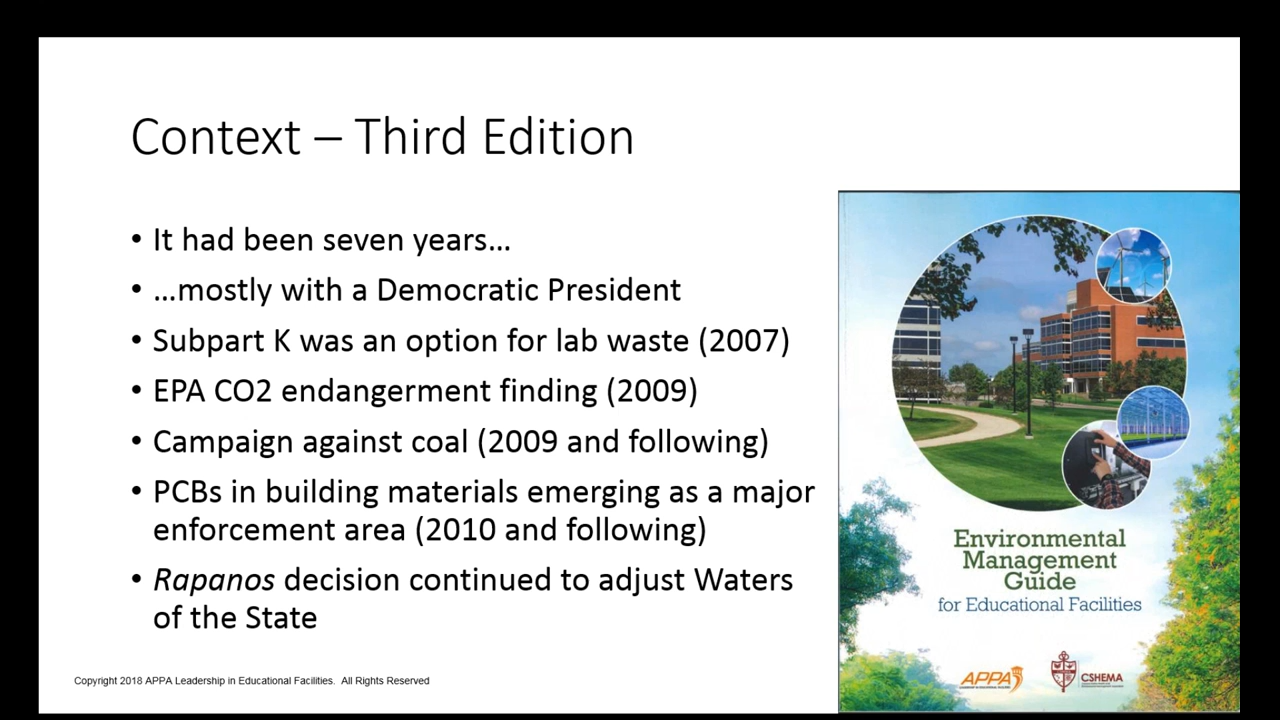 Context – Third Edition
• It had been seven years…
• …mostly with a Democratic President
• Subpart K was an option for lab waste (2007)
• EPA CO2 endangerment finding (2009)
• Campaign against coal (2009 and following)
• PCBs in building materials emerging as a major
enforcement area (2010 and following)
• Rapanos decision continued to adjust Waters
of the State
Environmental
Management
Guide
for Educational Facilities
APPA
CSHEMA
Copyright 2018 APPA Leadership in Educational Facilities. All Rights Reserved